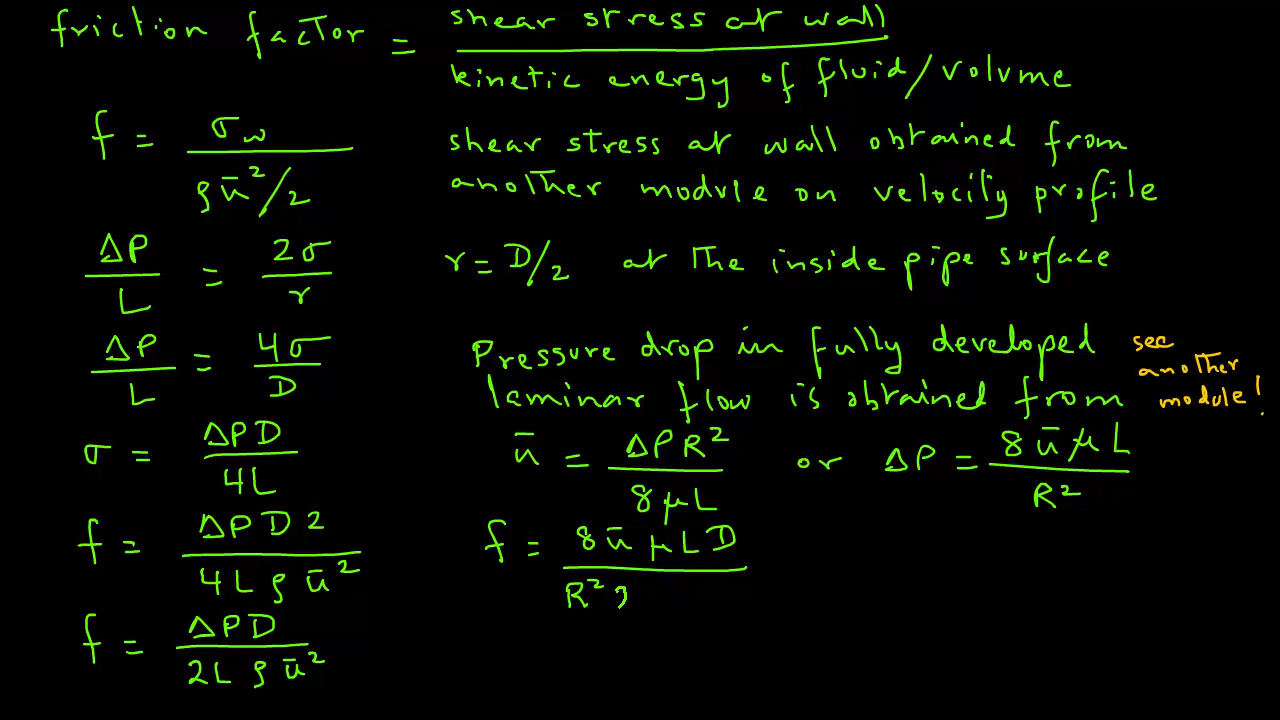 friction factor = shear stress at wall / kinetic energy of fluid/volume
f = σw / ρū²/2
shear stress at wall obtained from
another module on velocity profile
ΔP/L = 2σ/r
r = D/2 at the inside pipe surface
ΔP/L = 4σ/D
Pressure drop in fully developed
laminar flow is obtained from
see
another
module!
σ = ΔPD/4L
ū = ΔPR²/8μL or ΔP = 8ūμL/R²
f = ΔPD2/4Lρū²
f = 8ūμLD/R²
f = ΔPD/2Lρū²